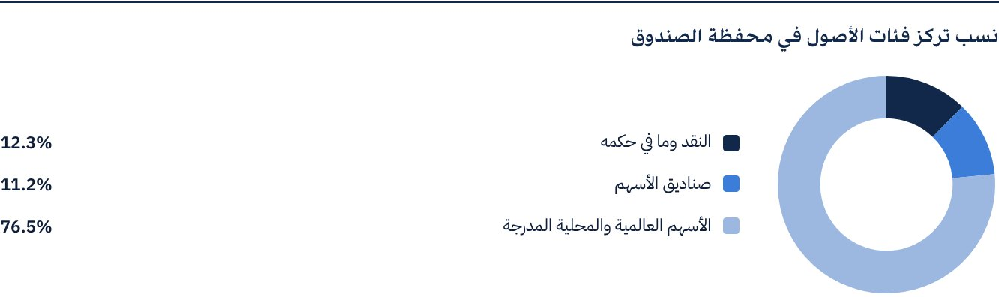 نسب تركز فئات الأصول في محفظة الصندوق
النقد وما في حكمه 12.3%
صناديق الأسهم 11.2%
الأسهم العالمية والمحلية المدرجة 76.5%